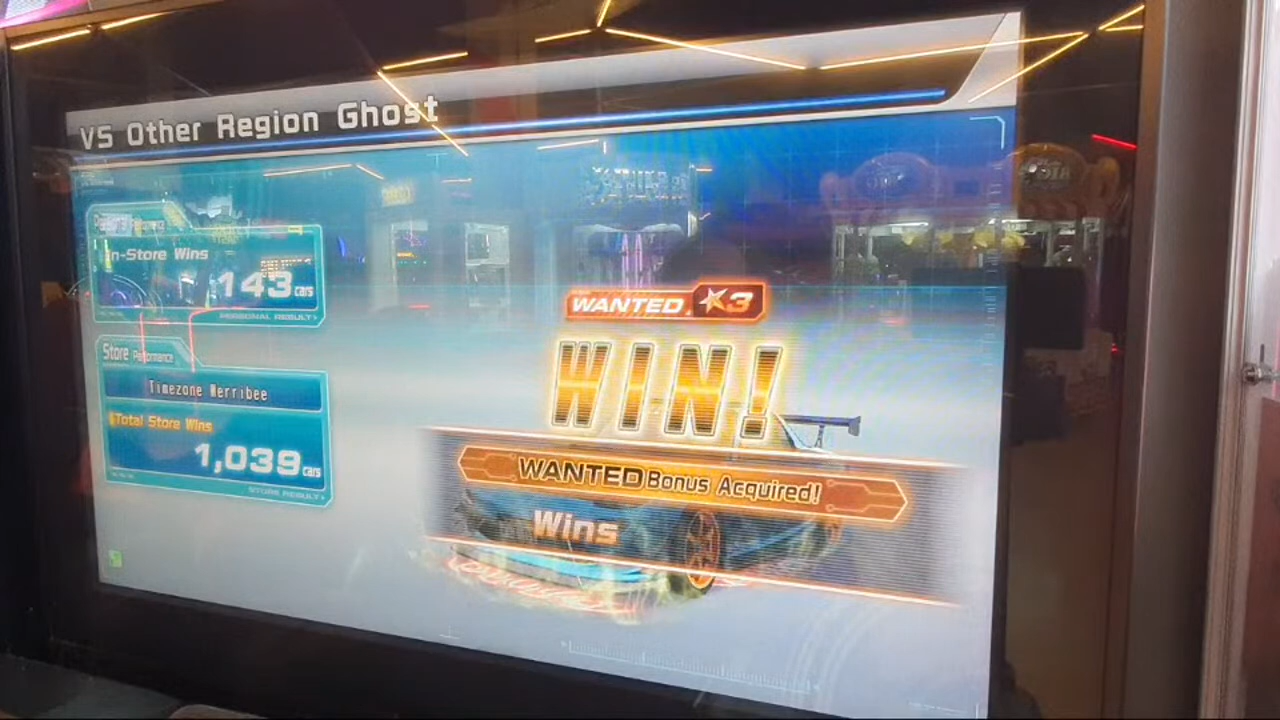 VS Other Region Ghost
In-Store Wins
143 cars
PERSONAL RESULT
Store Performance
Timezone Werribee
Total Store Wins
1,039 cars
STORE RESULT
WANTED ★3
WIN!
WANTED Bonus Acquired!
Wins